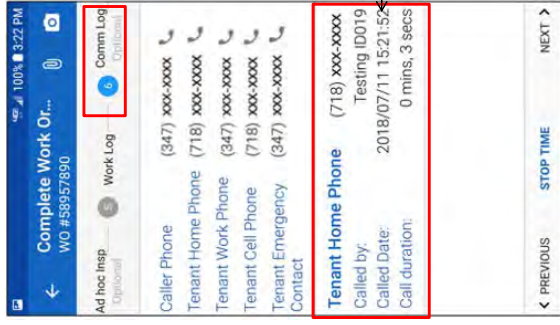 4GE 100% 3:22 PM
Complete Work Or...
WO #58957890
Ad hoc Insp
Optional
5 Work Log
6 Comm Log
Optional
Caller Phone (347) xxx-xxxx
Tenant Home Phone (718) xxx-xxxx
Tenant Work Phone (347) xxx-xxxx
Tenant Cell Phone (718) xxx-xxxx
Tenant Emergency (347) xxx-xxxx
Contact
Tenant Home Phone (718) xxx-xxxx
Called by: Testing ID019
Called Date: 2018/07/11 15:21:52
Call duration: 0 mins, 3 secs
< PREVIOUS STOP TIME NEXT >